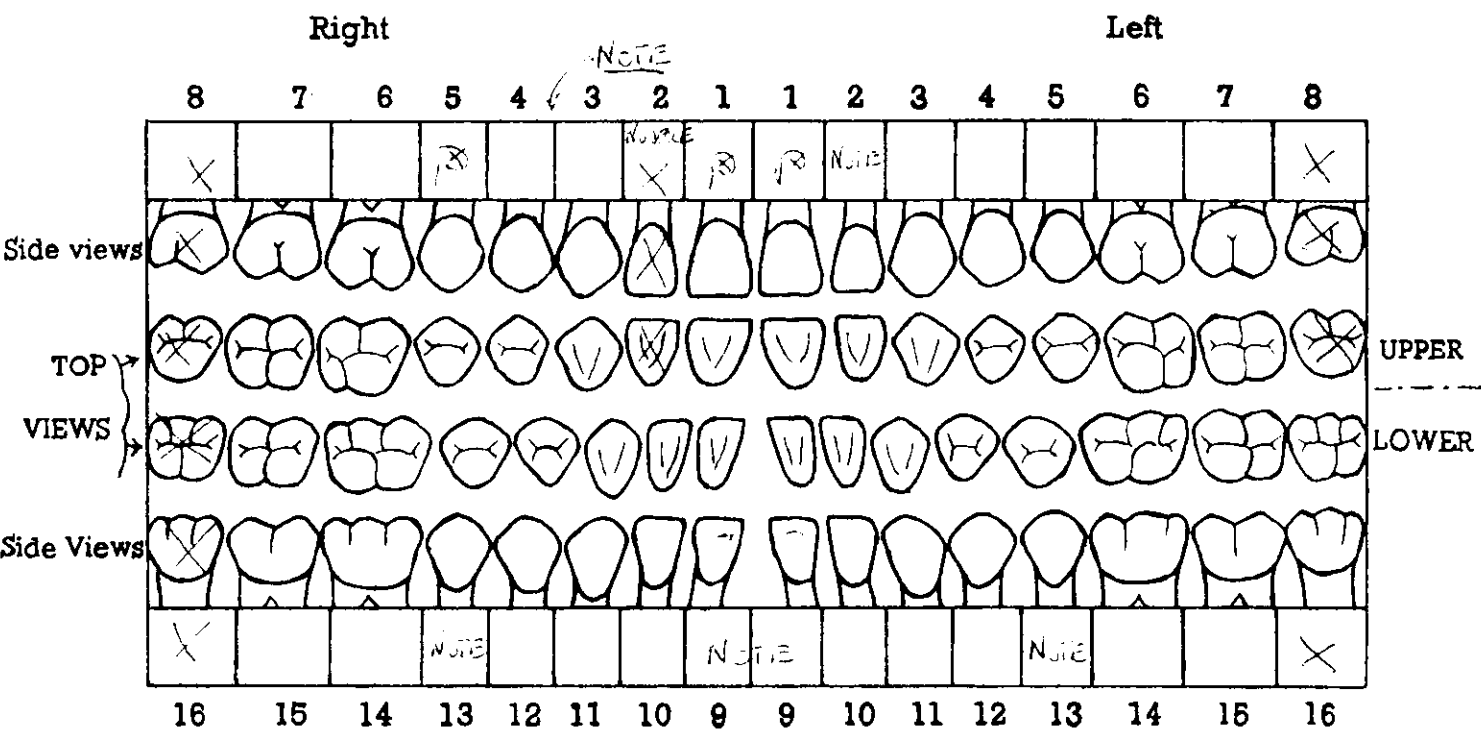 Right Left
NOTE
8 7 6 5 4 3 2 1 1 2 3 4 5 6 7 8
X X NOTE X
Side views
TOP
VIEWS
UPPER
LOWER
Side Views
X NOTE NOTE NOTE X
16 15 14 13 12 11 10 9 9 10 11 12 13 14 15 16